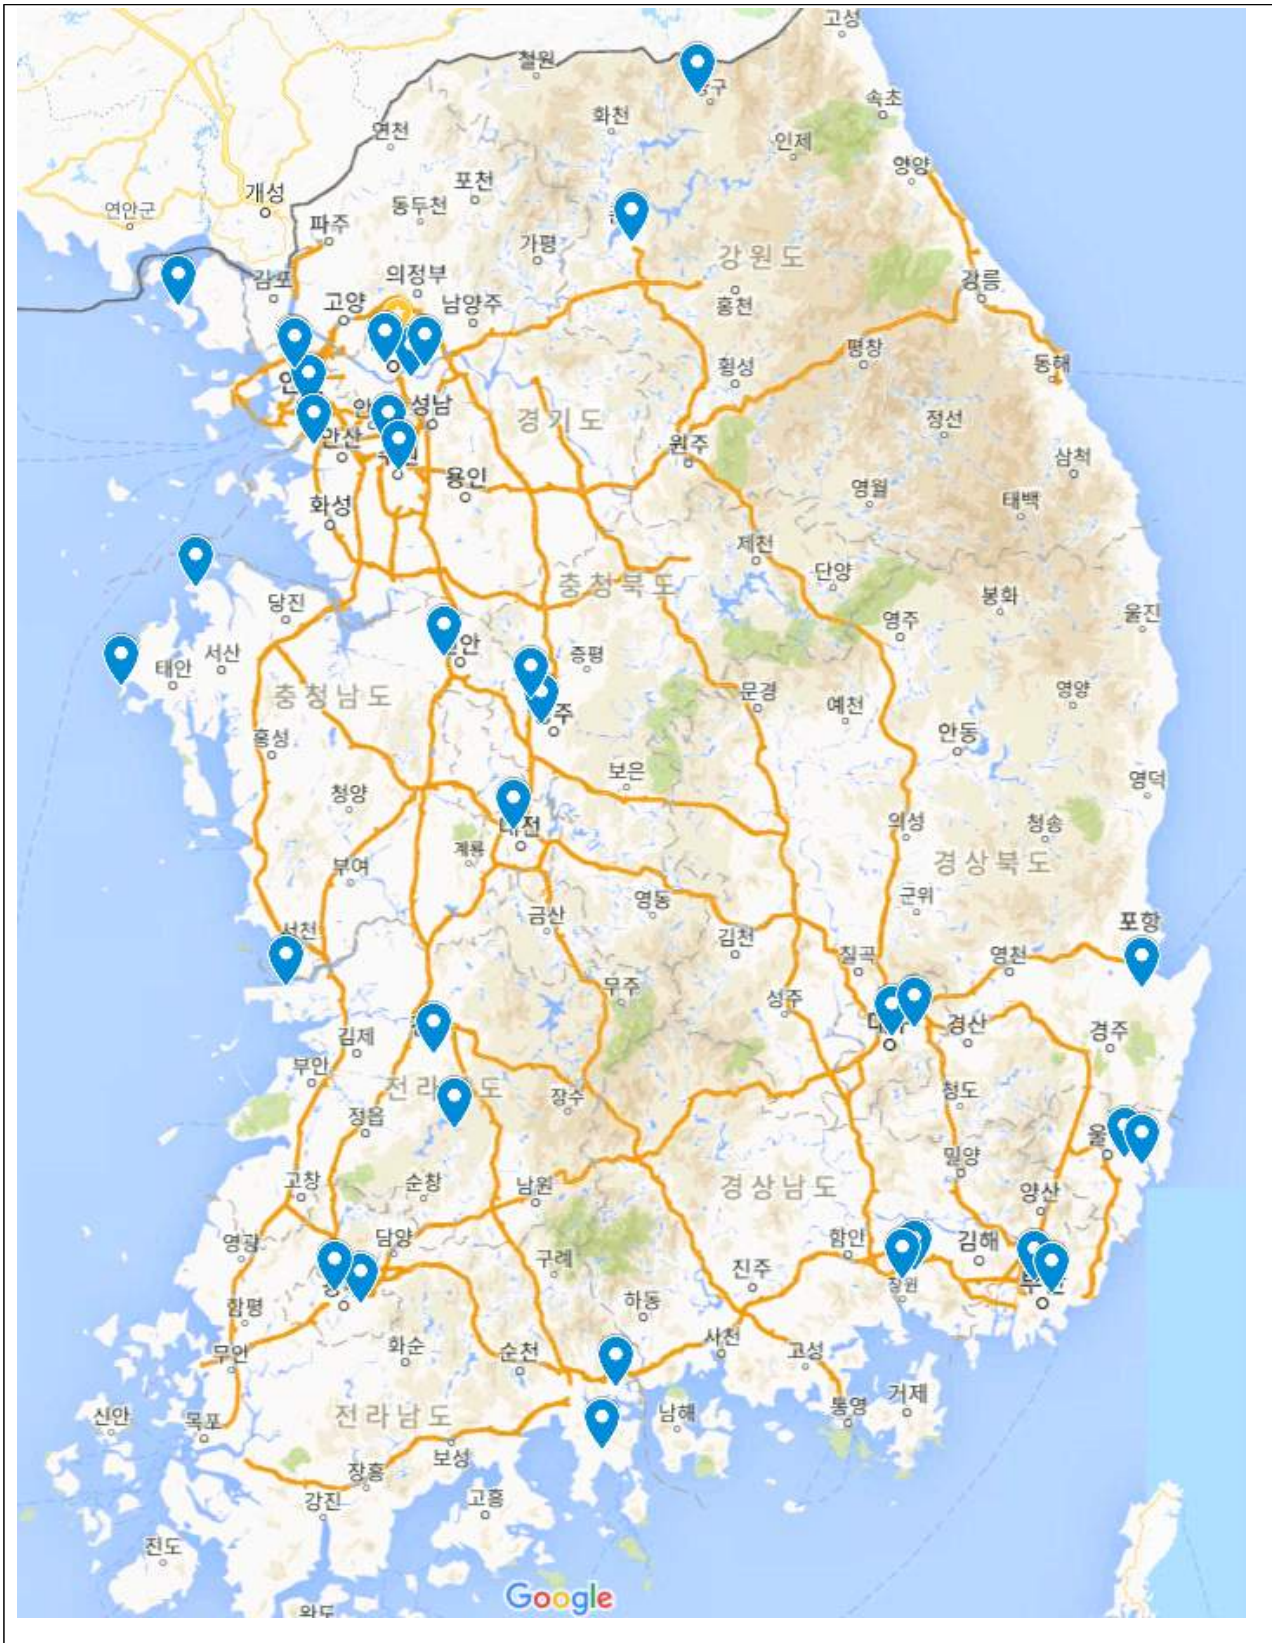 고성
철원
구
속초
화천
연천
인제
양양
포천
개성
동두천
연안군
파주
가평
강원도
의정부
김포
강릉
고양
남양주
홍천
평창
횡성
동해
인
안
성남
경기도
정선
안산
원주
삼척
용인
영월
화성
태백
제천
단양
충청북도
봉화
당진
영주
울진
안
서산
증평
태안
충청남도
문경
예천
영양
주
안동
홍성
보은
영덕
청양
의성
청송
대전
계룡
경상북도
부여
영동
군위
금산
포항
서천
김천
칠곡
영천
무주
성주
대구
경산
김제
경주
부안
전라북도
장수
청도
정읍
울
밀양
고창
순창
남원
경상남도
양산
담양
영광
함안
김해
구례
진주
창원
부산
함평
하동
화순
사천
무안
순천
고성
거제
신안
목포
전라남도
남해
통영
보성
장흥
강진
고흥
진도
Google
완도